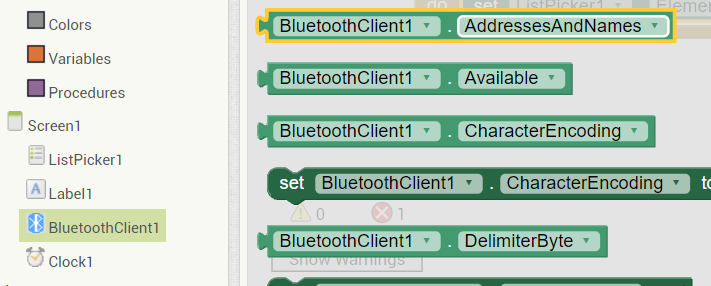 Colors
Variables
Procedures
Screen1
ListPicker1
Label1
BluetoothClient1
Clock1
do set ListPicker1 . Elemen
BluetoothClient1 . AddressesAndNames
BluetoothClient1 . Available
BluetoothClient1 . CharacterEncoding
set BluetoothClient1 . CharacterEncoding to
0 1
BluetoothClient1 . DelimiterByte
Show Warnings